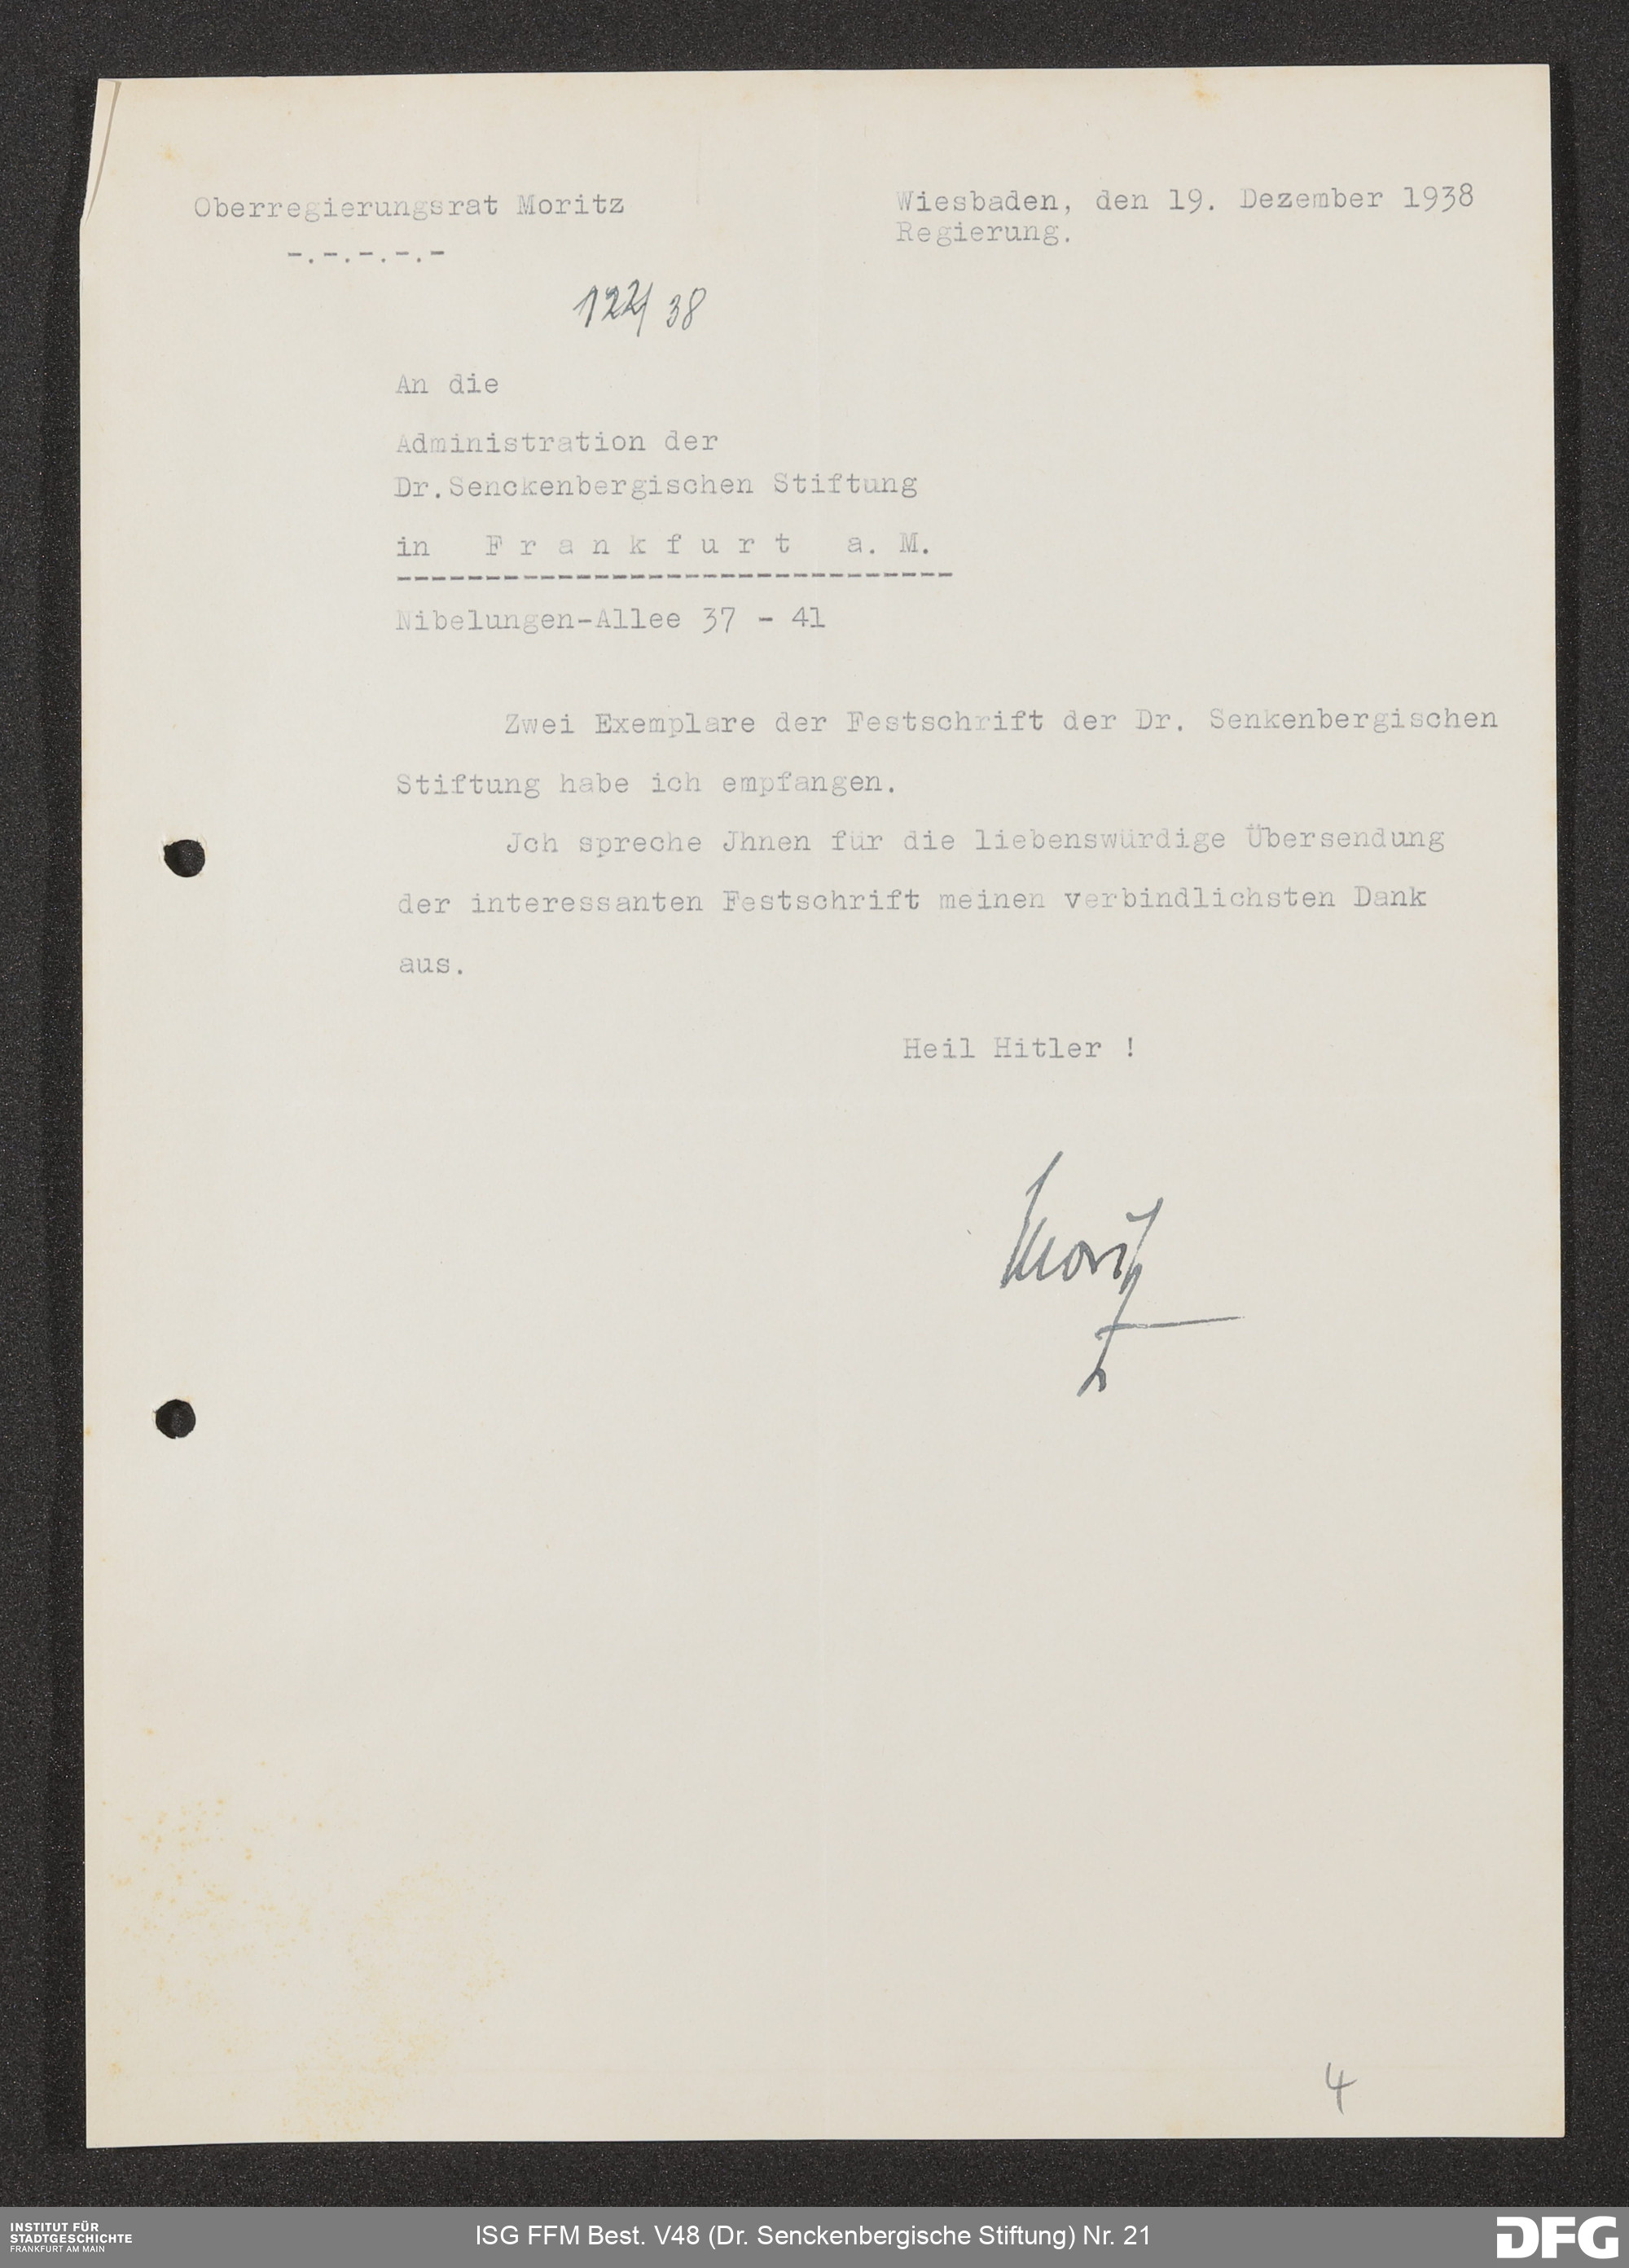 Oberregierungsrat Moritz
-.-.-.-.-
Wiesbaden, den 19. Dezember 1938
Regierung.
122/38
An die
Administration der
Dr.Senckenbergischen Stiftung
in Frankfurt a. M.
Nibelungen-Allee 37 - 41
Zwei Exemplare der Festschrift der Dr. Senkenbergischen
Stiftung habe ich empfangen.
Jch spreche Jhnen für die liebenswürdige Übersendung
der interessanten Festschrift meinen verbindlichsten Dank
aus.
Heil Hitler !
Moritz
4
INSTITUT FÜR
STADTGESCHICHTE
FRANKFURT AM MAIN
ISG FFM Best. V48 (Dr. Senckenbergische Stiftung) Nr. 21
DFG